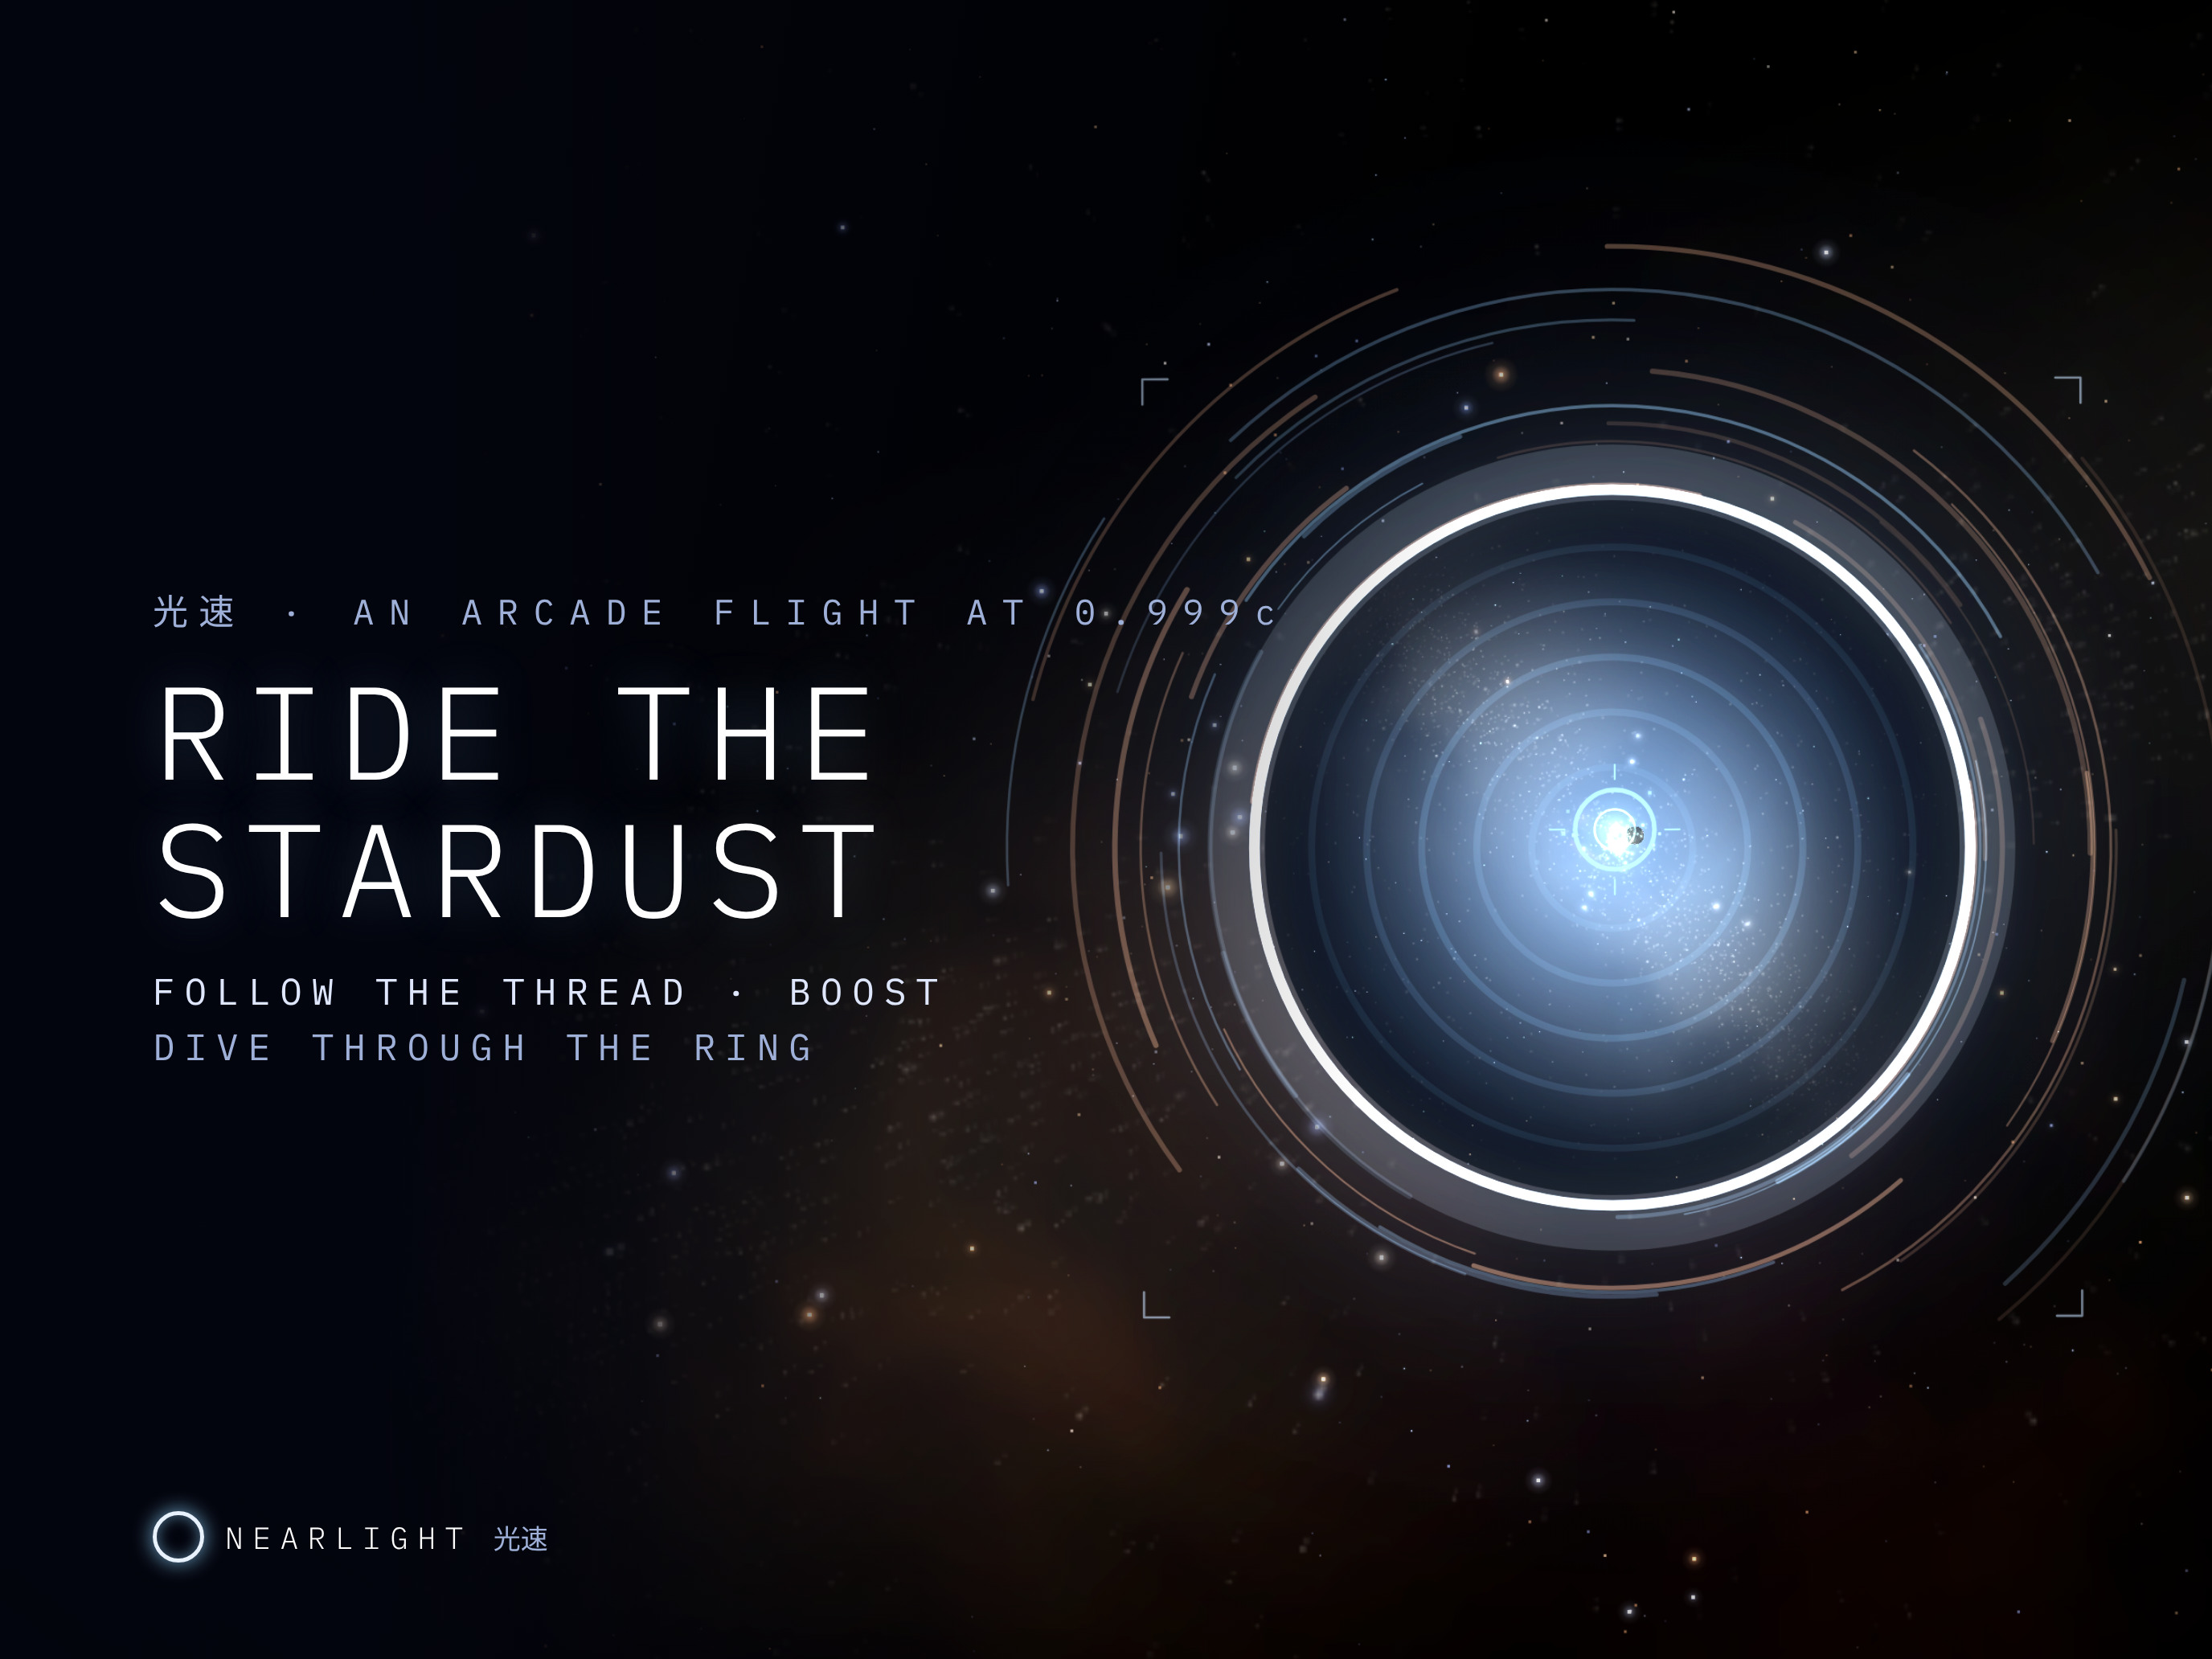 光速 · AN ARCADE FLIGHT AT 0.999c
RIDE THE
STARDUST
FOLLOW THE THREAD · BOOST
DIVE THROUGH THE RING
NEARLIGHT 光速